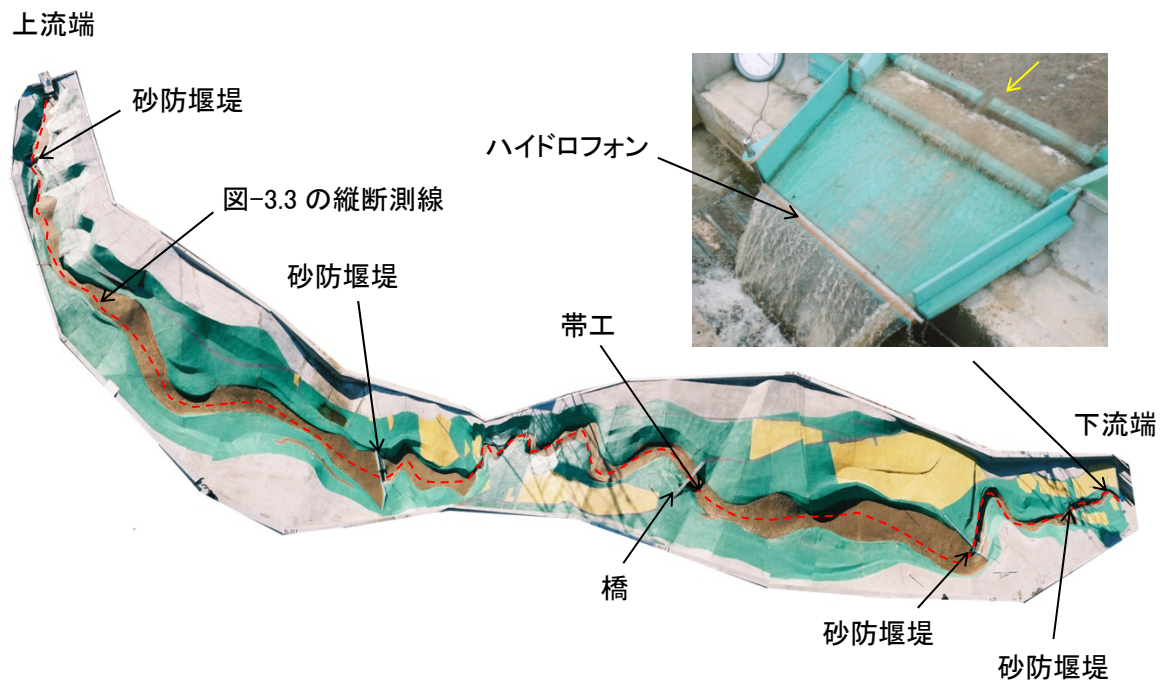 上流端
砂防堰堤
ハイドロフォン
図-3.3 の縦断測線
砂防堰堤
帯工
下流端
橋
砂防堰堤
砂防堰堤